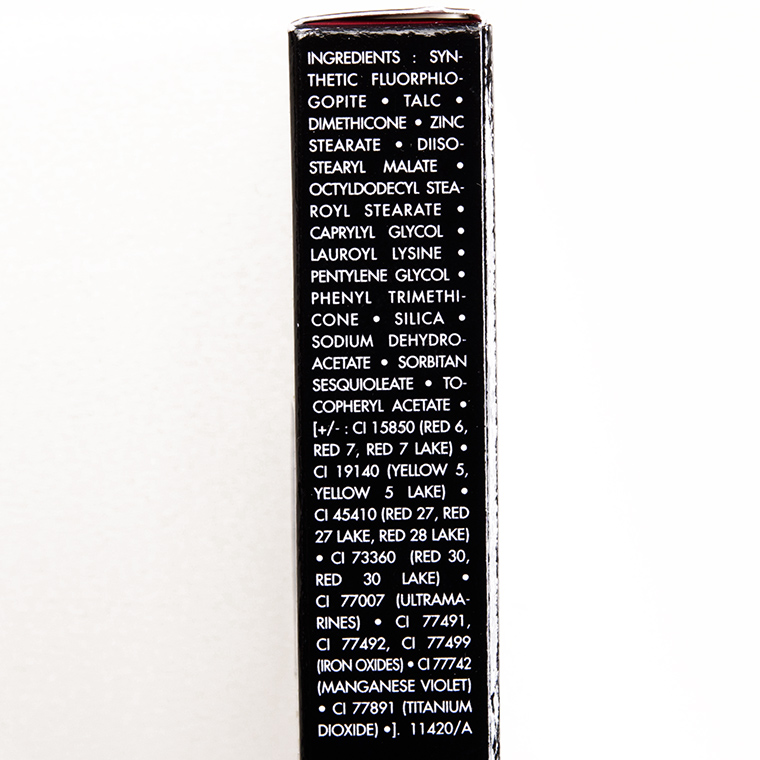 INGREDIENTS : SYN-
THETIC FLUORPHLO-
GOPITE • TALC •
DIMETHICONE • ZINC
STEARATE • DIISO-
STEARYL MALATE •
OCTYLDODECYL STEA-
ROYL STEARATE •
CAPRYLYL GLYCOL •
LAUROYL LYSINE •
PENTYLENE GLYCOL •
PHENYL TRIMETHI-
CONE • SILICA •
SODIUM DEHYDRO-
ACETATE • SORBITAN
SESQUIOLEATE • TO-
COPHERYL ACETATE •
[+/- : CI 15850 (RED 6,
RED 7, RED 7 LAKE) •
CI 19140 (YELLOW 5,
YELLOW 5 LAKE) •
CI 45410 (RED 27, RED
27 LAKE, RED 28 LAKE)
• CI 73360 (RED 30,
RED 30 LAKE) •
CI 77007 (ULTRAMA-
RINES) • CI 77491,
CI 77492, CI 77499
(IRON OXIDES) • CI 77742
(MANGANESE VIOLET)
• CI 77891 (TITANIUM
DIOXIDE) •]. 11420/A